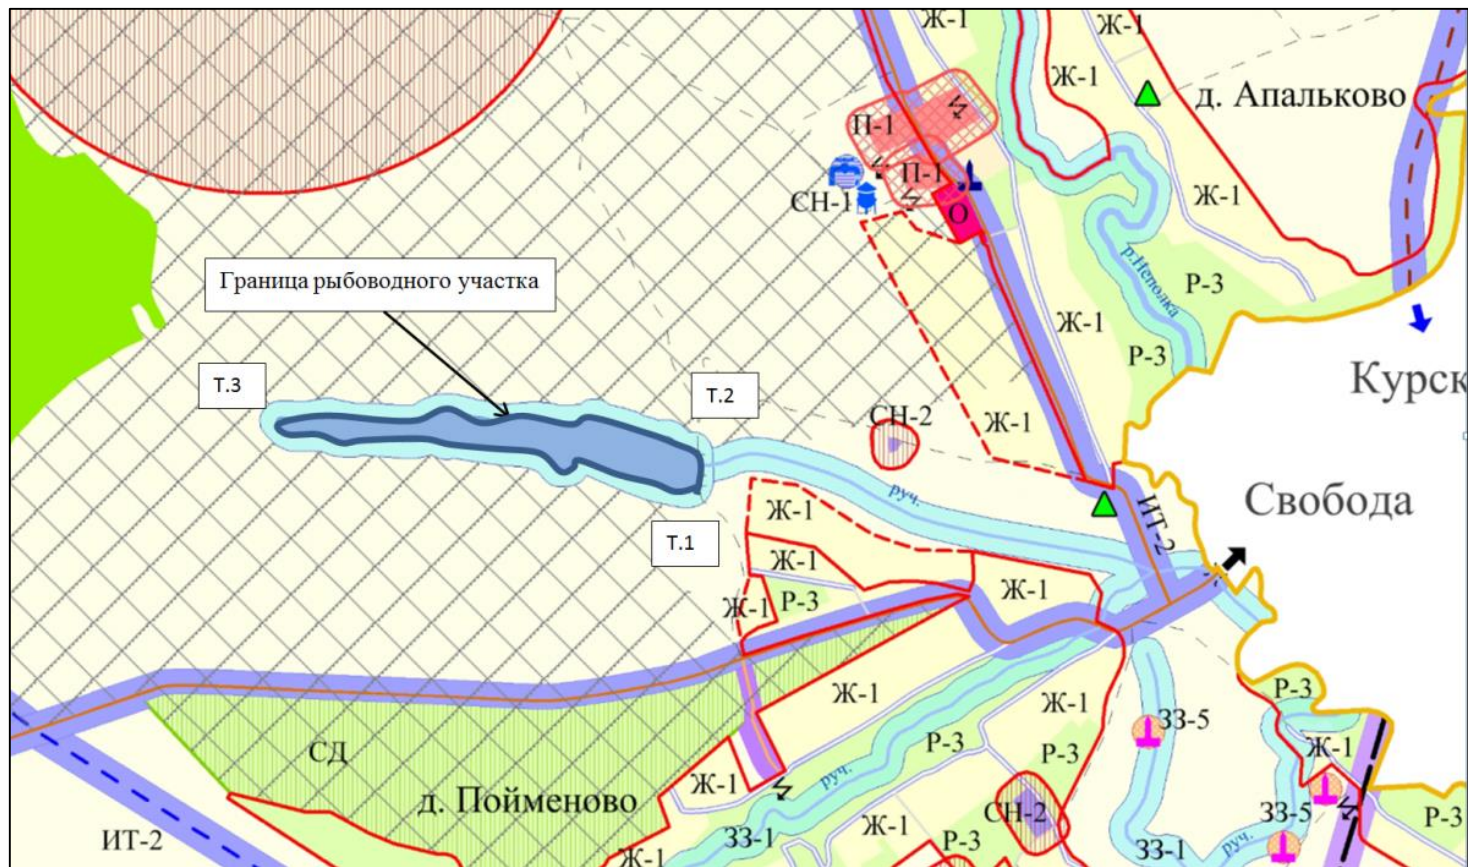 Ж-1
Ж-1
Ж-1
д. Апальково
П-1
П-1
СН-1
О
Ж-1
Граница рыбоводного участка
р.Неполка
Р-3
Ж-1
Р-3
Курск
Т.3
Т.2
СН-2
Ж-1
руч.
Свобода
Ж-1
ИТ-2
Т.1
Ж-1
Ж-1
Ж-1
Р-3
Ж-1
Ж-1
Р-3
ЗЗ-5
СД
Р-3
Р-3
Ж-1
руч.
Ж-1
д. Пойменово
СН-2
ЗЗ-5
Р-3
ИТ-2
ЗЗ-1
Ж-1
Р-3
ЗЗ-1
руч.
Ж-1